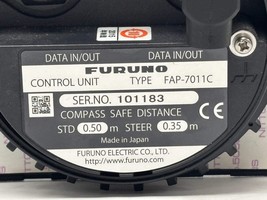 DATA IN/OUT DATA IN/OUT
FURUNO
CONTROL UNIT TYPE FAP-7011C
SER.NO. 101183
COMPASS SAFE DISTANCE
STD 0.50 m STEER 0.35 m
Made in Japan
FURUNO ELECTRIC CO., LTD.
http://www.furuno.com/